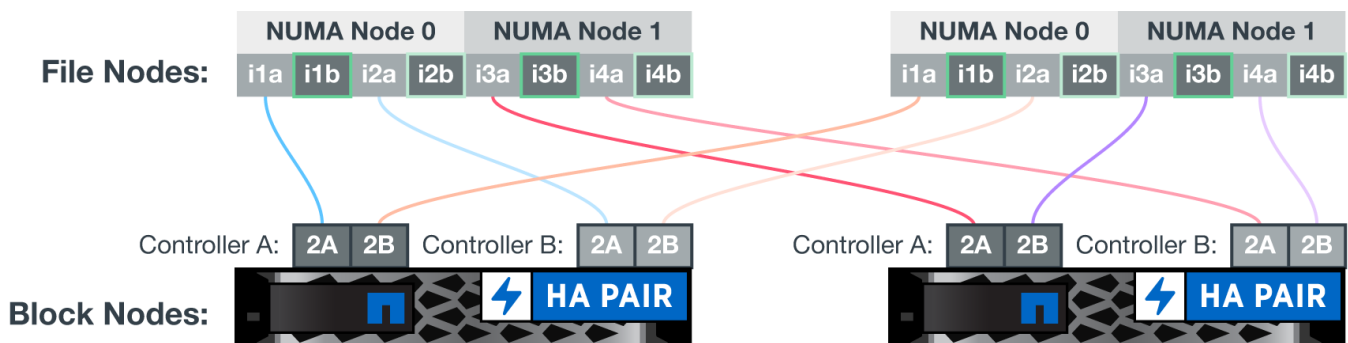 NUMA Node 0 NUMA Node 1 NUMA Node 0 NUMA Node 1
File Nodes: i1a i1b i2a i2b i3a i3b i4a i4b i1a i1b i2a i2b i3a i3b i4a i4b
Controller A: 2A 2B Controller B: 2A 2B Controller A: 2A 2B Controller B: 2A 2B
Block Nodes: HA PAIR HA PAIR